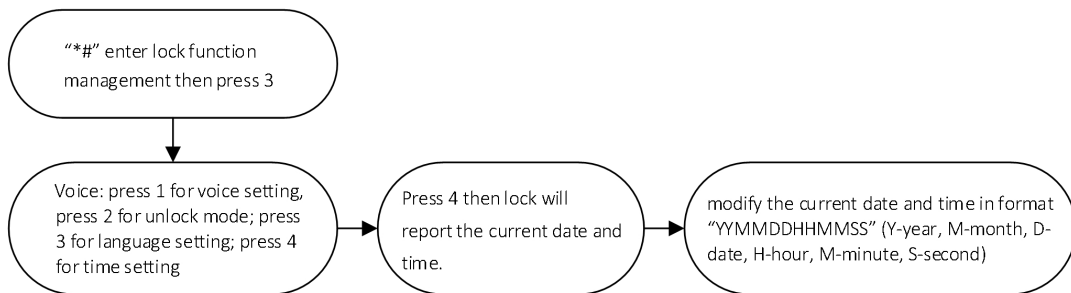 “*#” enter lock function
management then press 3
Voice: press 1 for voice setting,
press 2 for unlock mode; press
3 for language setting; press 4
for time setting
Press 4 then lock will
report the current date and
time.
modify the current date and time in format
“YYMMDDHHMMSS” (Y-year, M-month, D-
date, H-hour, M-minute, S-second)